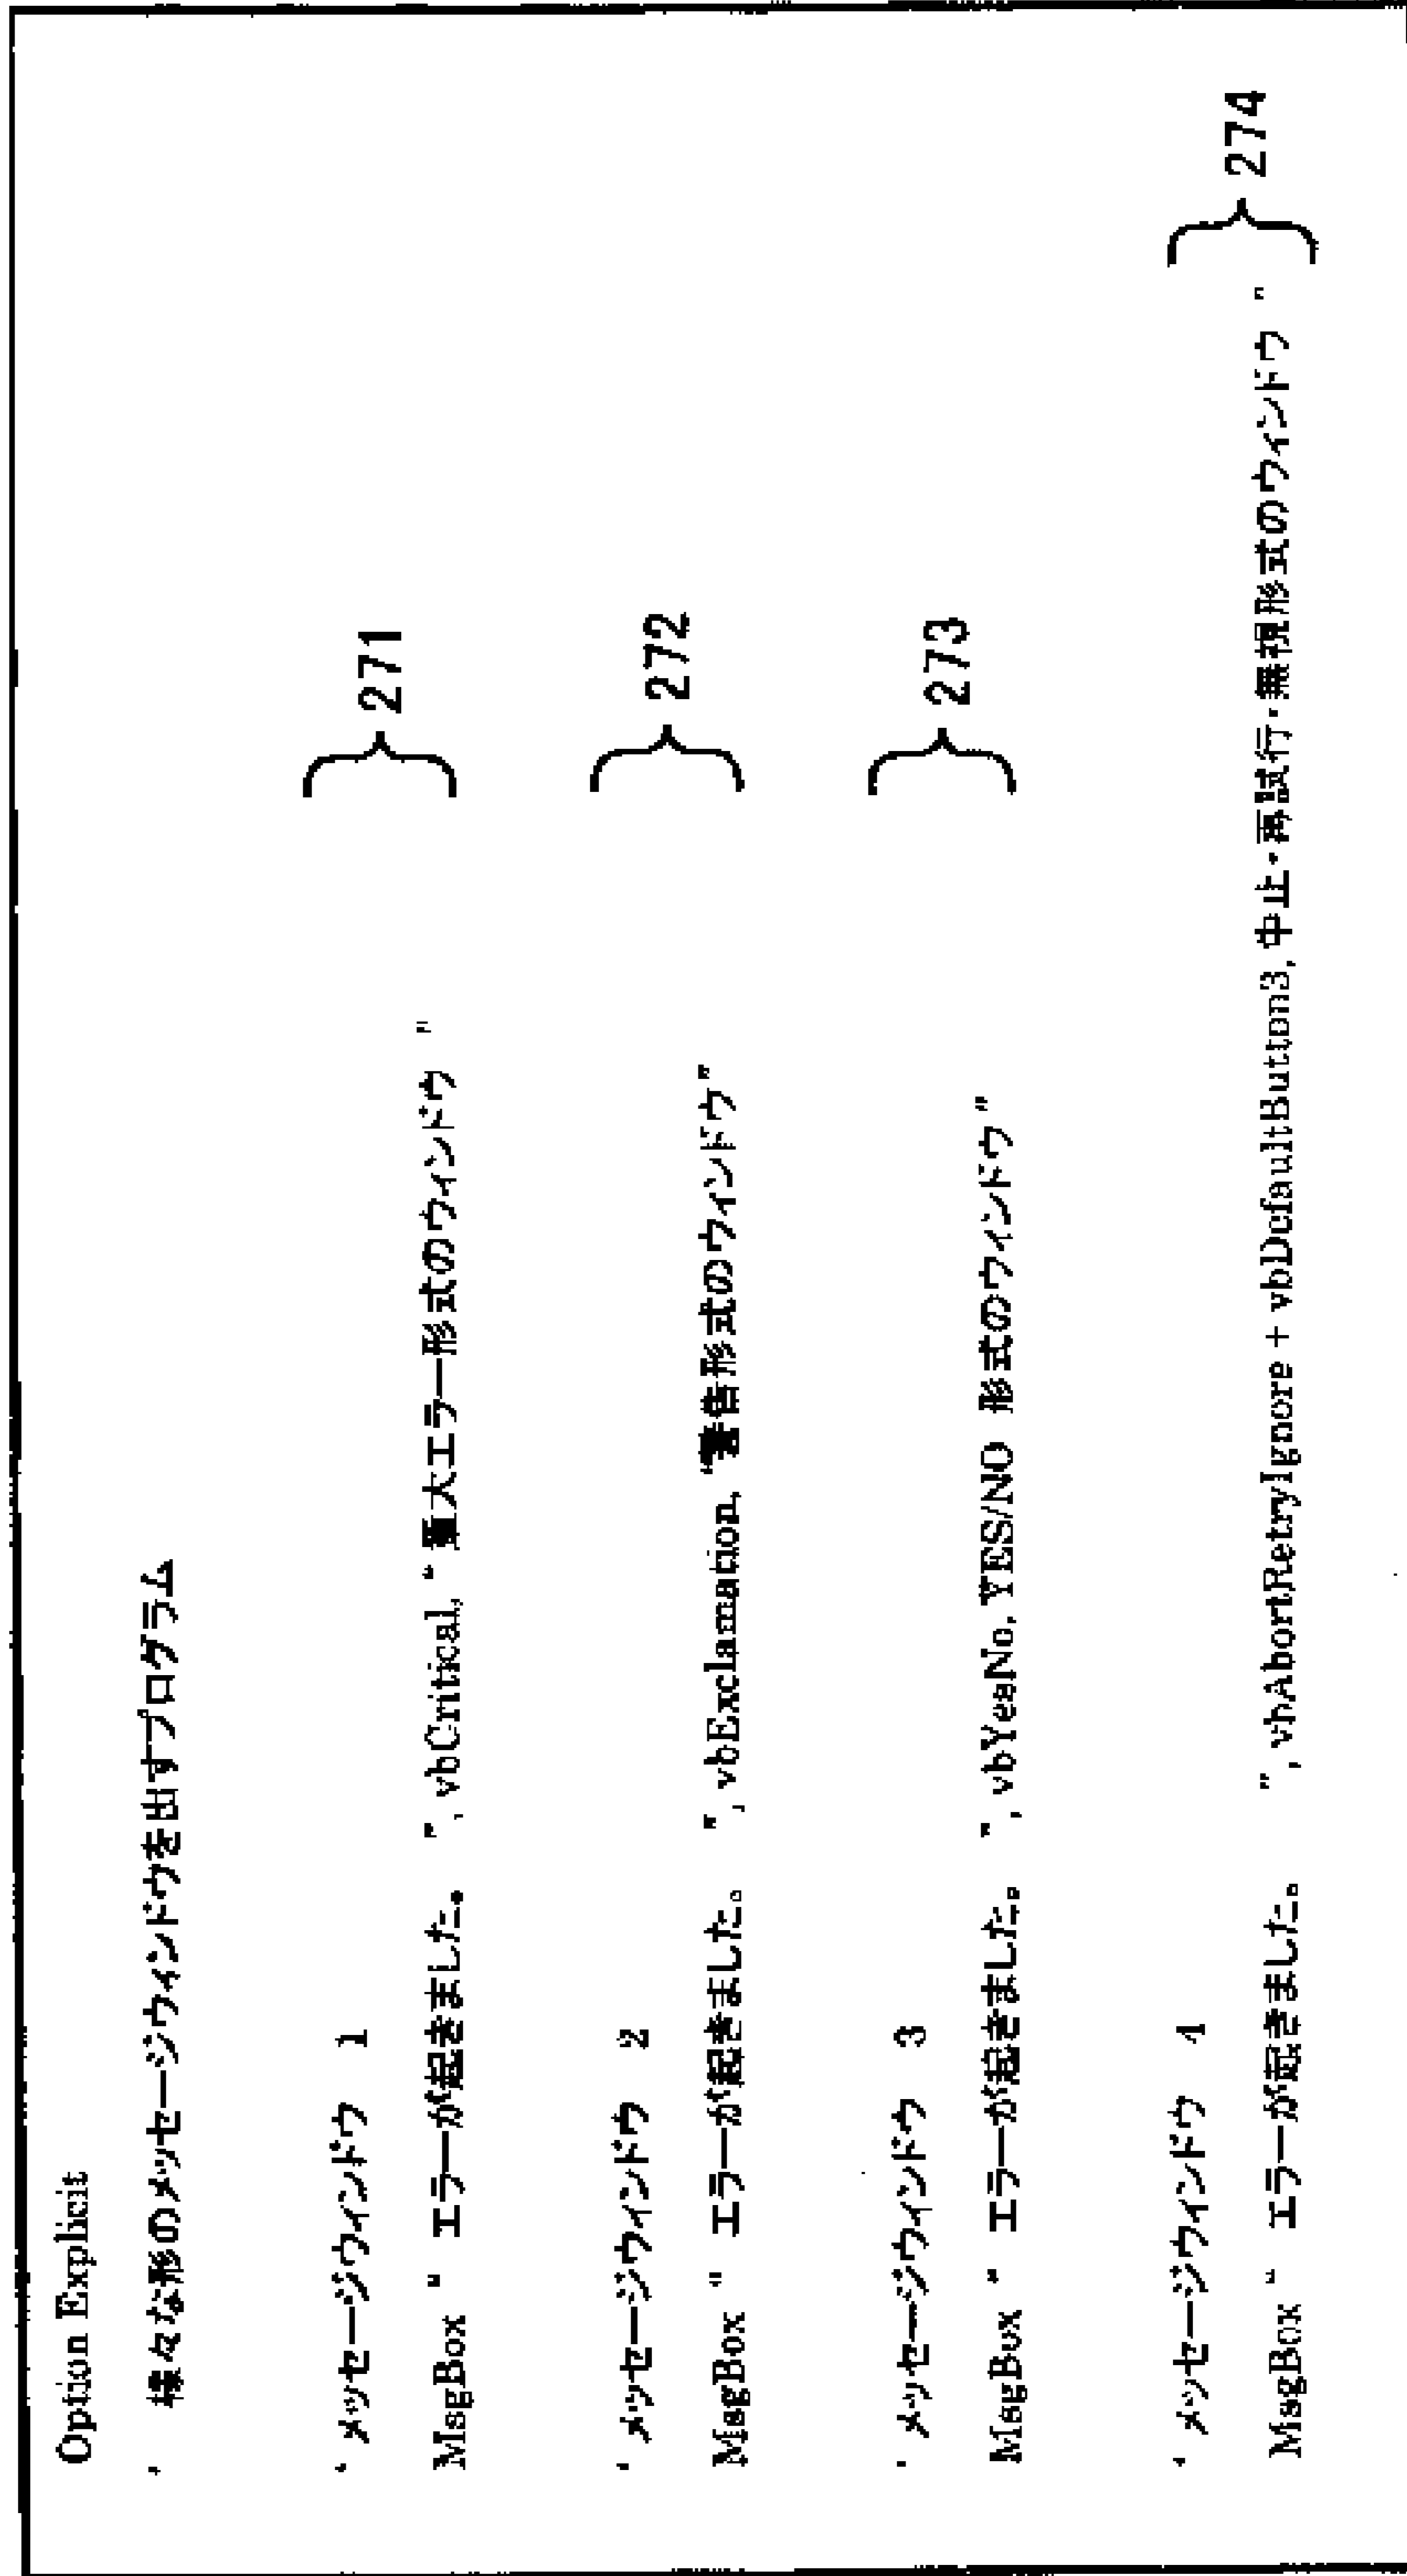 Option Explicit
' 様々な形のメッセージウィンドウを出すプログラム
' メッセージウィンドウ 1
MsgBox " エラーが起きました。 ", vbCritical, " 重大エラー形式のウィンドウ "
271
' メッセージウィンドウ 2
MsgBox " エラーが起きました。 ", vbExclamation, "警告形式のウィンドウ"
272
' メッセージウィンドウ 3
MsgBox " エラーが起きました。 ", vbYesNo, YES/NO 形式のウィンドウ"
273
' メッセージウィンドウ 4
MsgBox " エラーが起きました。 ", vbAbortRetryIgnore + vbDefaultButton3, 中止・再試行・無視形式のウィンドウ "
274